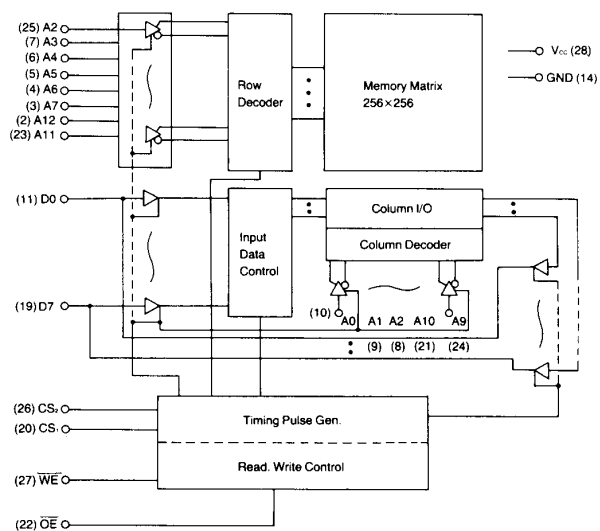 (25) A2
(7) A3
(6) A4
(5) A5
(4) A6
(3) A7
(2) A12
(23) A11
Row
Decoder
Memory Matrix
256×256
Vcc (28)
GND (14)
(11) D0
(19) D7
Input
Data
Control
Column I/O
Column Decoder
(10) A0 A1 A2 A10 A9
(9) (8) (21) (24)
(26) CS₂
(20) CS₁
(27) W̅E̅
(22) O̅E̅
Timing Pulse Gen.
Read. Write Control